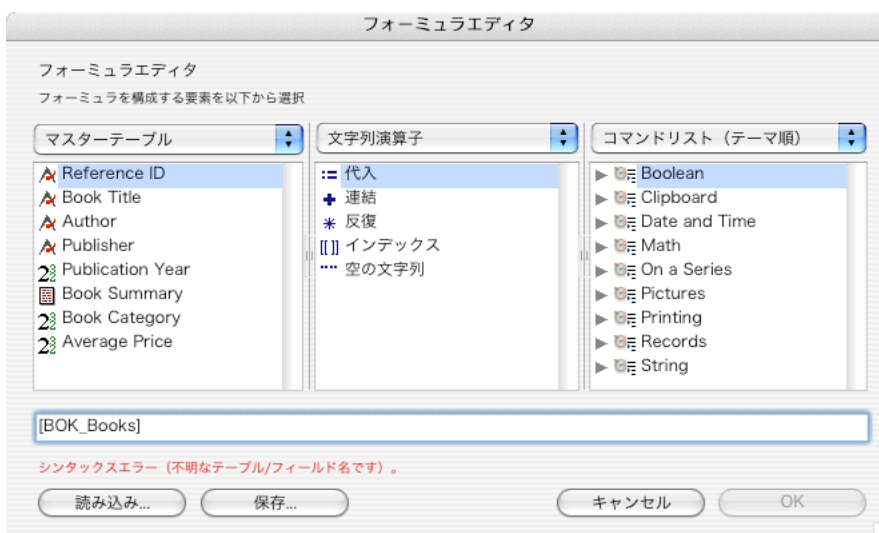 フォーミュラエディタ
フォーミュラエディタ
フォーミュラを構成する要素を以下から選択
マスターテーブル
Reference ID
Book Title
Author
Publisher
Publication Year
Book Summary
Book Category
Average Price
文字列演算子
:= 代入
+ 連結
* 反復
[[ ]] インデックス
"" 空の文字列
コマンドリスト（テーマ順）
Boolean
Clipboard
Date and Time
Math
On a Series
Pictures
Printing
Records
String
[BOK_Books]
シンタックスエラー（不明なテーブル/フィールド名です）。
読み込み...
保存...
キャンセル
OK